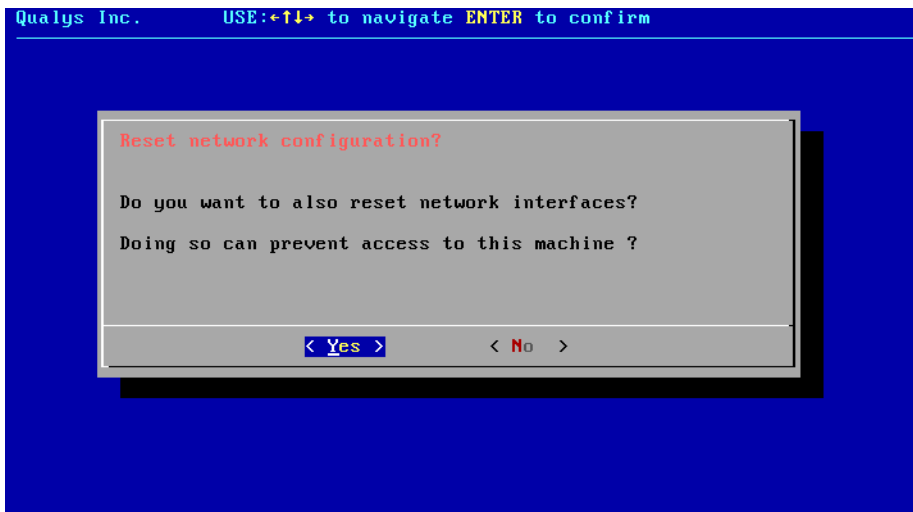 Qualys Inc. USE:←↑↓→ to navigate ENTER to confirm
Reset network configuration?
Do you want to also reset network interfaces?
Doing so can prevent access to this machine ?
< Yes > < No >